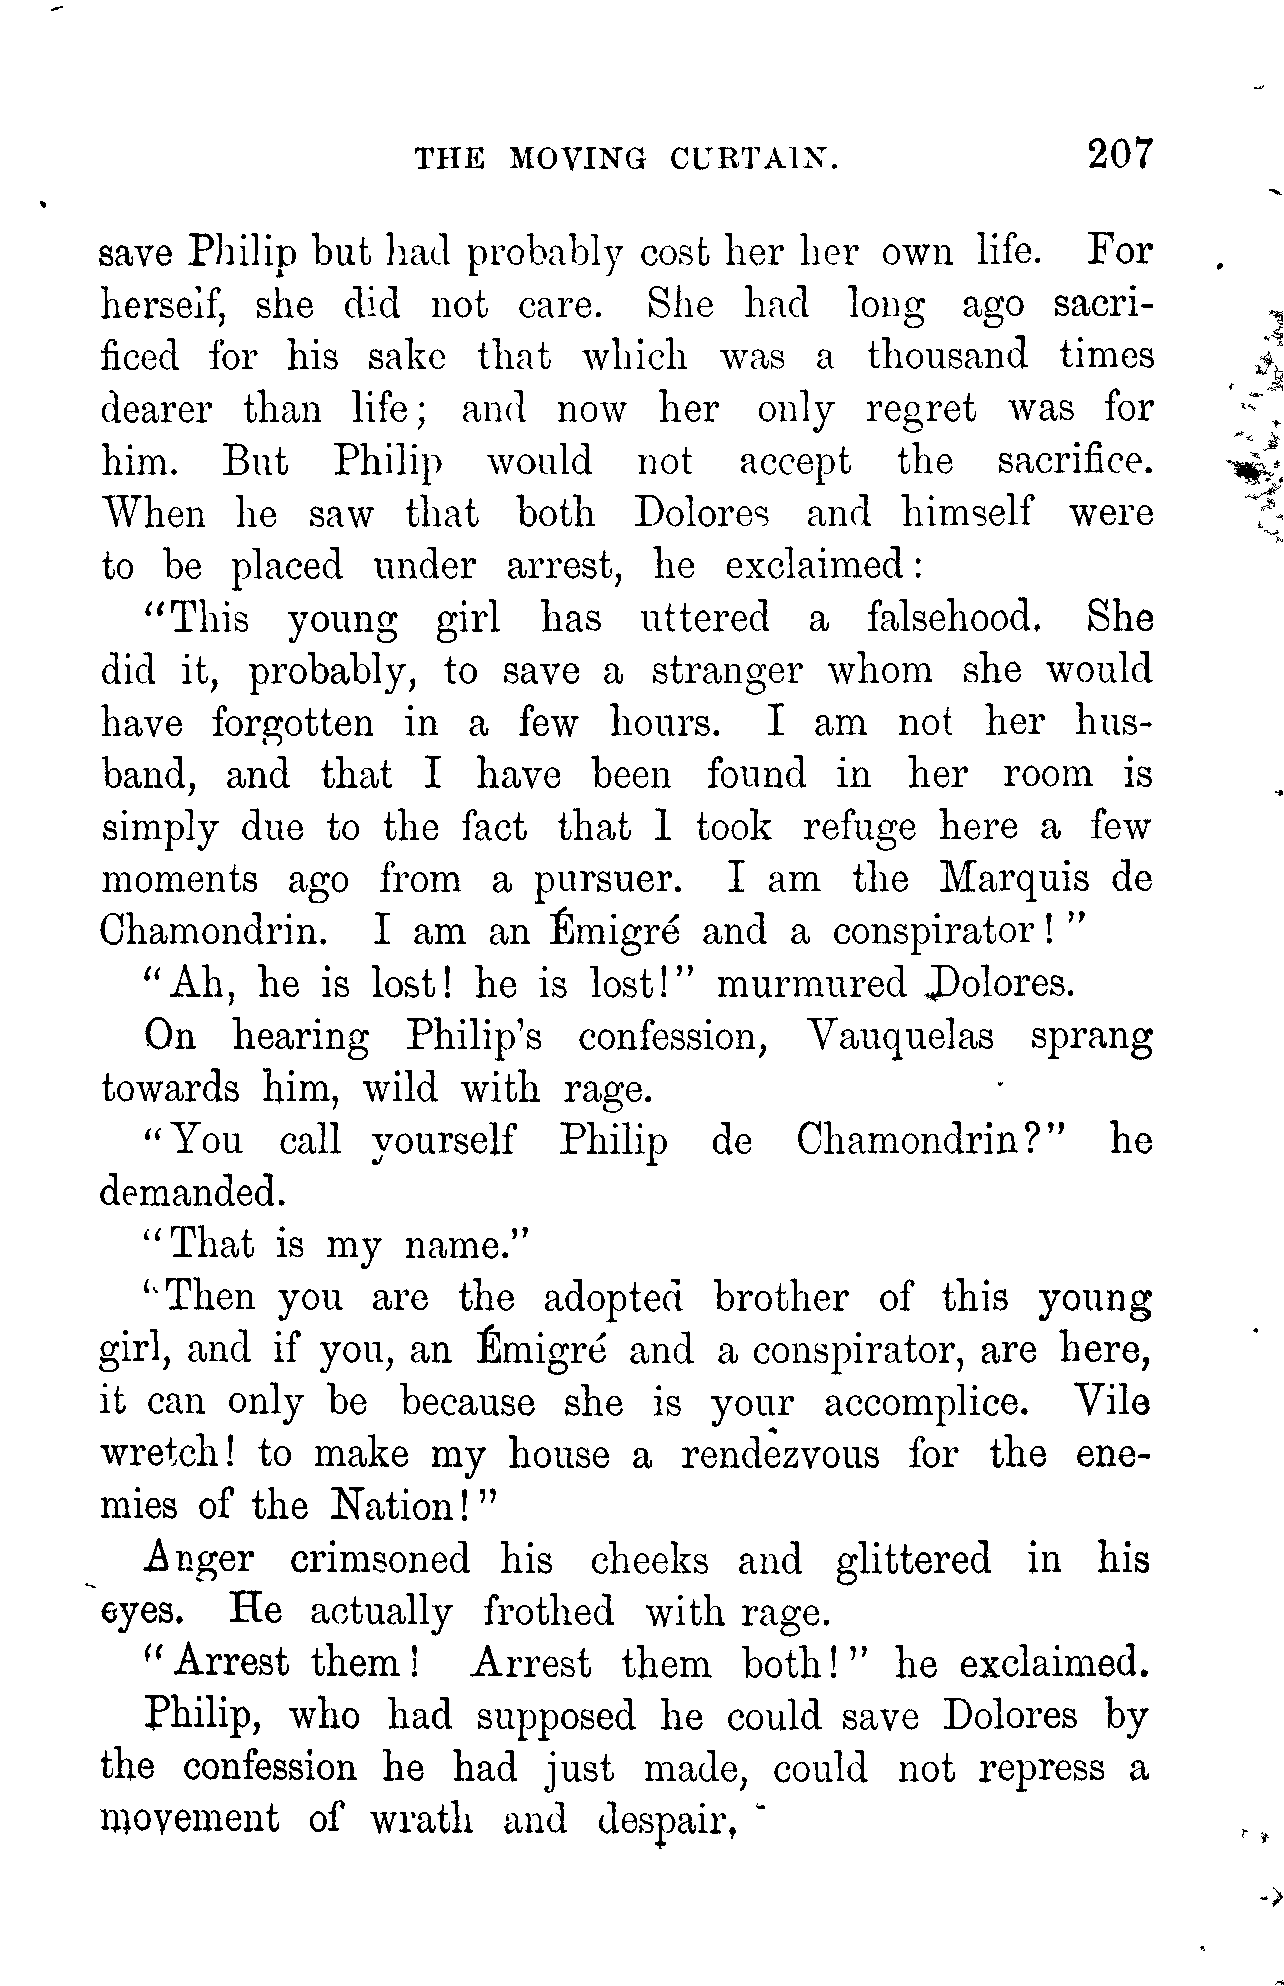 THE MOVING CURTAIN. 207
save Philip but had probably cost her her own life. For
herself, she did not care. She had long ago sacri-
ficed for his sake that which was a thousand times
dearer than life; and now her only regret was for
him. But Philip would not accept the sacrifice.
When he saw that both Dolores and himself were
to be placed under arrest, he exclaimed:
"This young girl has uttered a falsehood. She
did it, probably, to save a stranger whom she would
have forgotten in a few hours. I am not her hus-
band, and that I have been found in her room is
simply due to the fact that I took refuge here a few
moments ago from a pursuer. I am the Marquis de
Chamondrin. I am an Émigré and a conspirator!"
"Ah, he is lost! he is lost!" murmured Dolores.
On hearing Philip's confession, Vauquelas sprang
towards him, wild with rage.
"You call yourself Philip de Chamondrin?" he
demanded.
"That is my name."
"Then you are the adopted brother of this young
girl, and if you, an Émigré and a conspirator, are here,
it can only be because she is your accomplice. Vile
wretch! to make my house a rendezvous for the ene-
mies of the Nation!"
Anger crimsoned his cheeks and glittered in his
eyes. He actually frothed with rage.
"Arrest them! Arrest them both!" he exclaimed.
Philip, who had supposed he could save Dolores by
the confession he had just made, could not repress a
movement of wrath and despair.